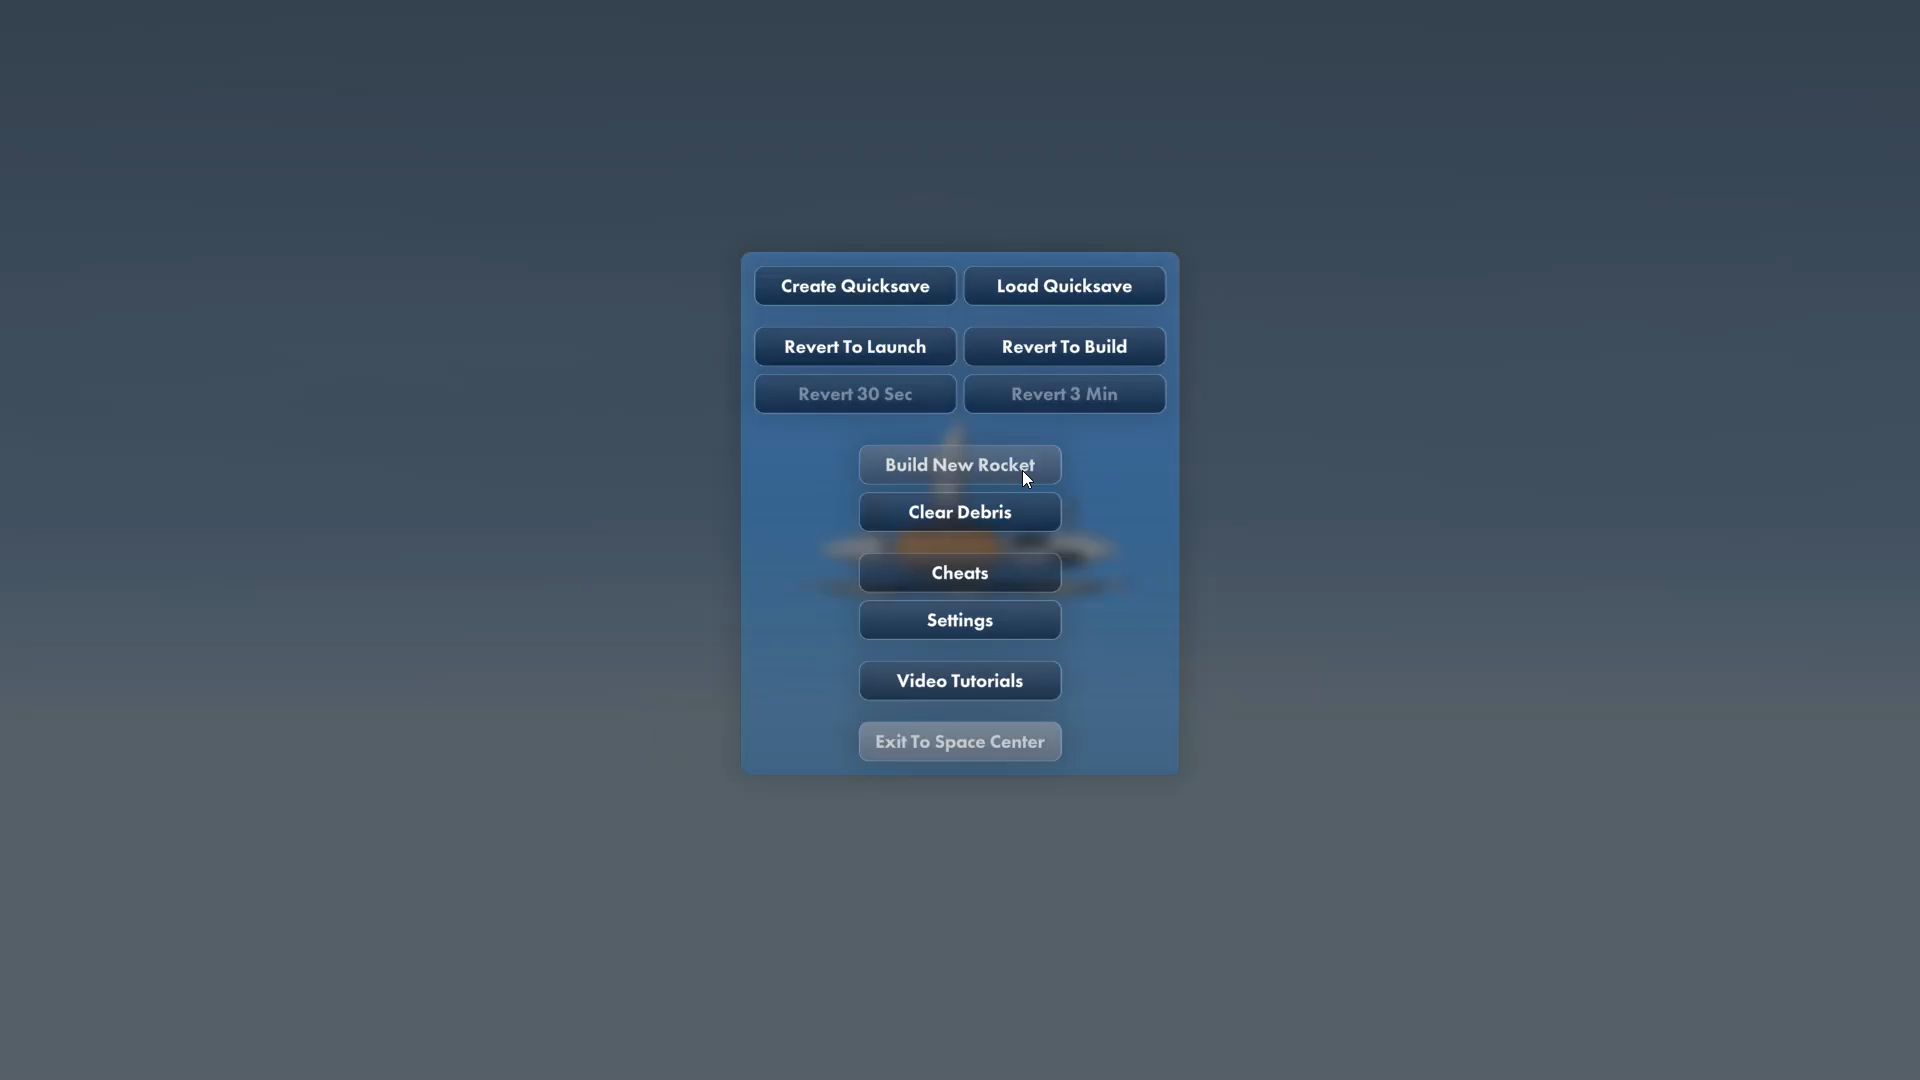 Create Quicksave
Load Quicksave
Revert To Launch
Revert To Build
Revert 30 Sec
Revert 3 Min
Build New Rocket
Clear Debris
Cheats
Settings
Video Tutorials
Exit To Space Center